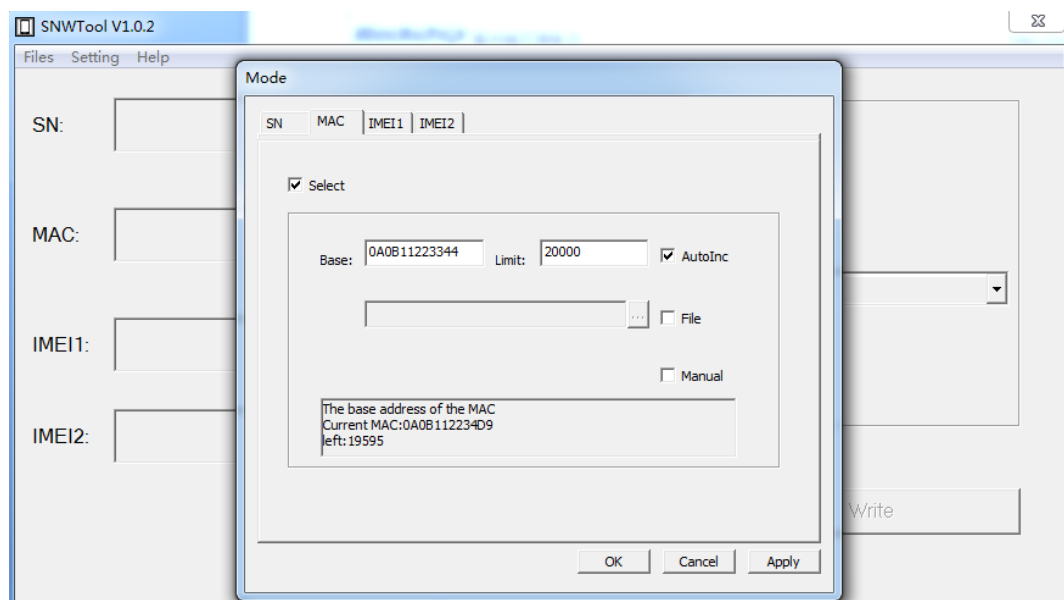 SNWTool V1.0.2
Files Setting Help
Mode
SN MAC IMEI1 IMEI2
Select
Base: 0A0B11223344 Limit: 20000 AutoInc
... File
Manual
The base address of the MAC
Current MAC:0A0B112234D9
left:19595
OK Cancel Apply
SN:
MAC:
IMEI1:
IMEI2:
Write